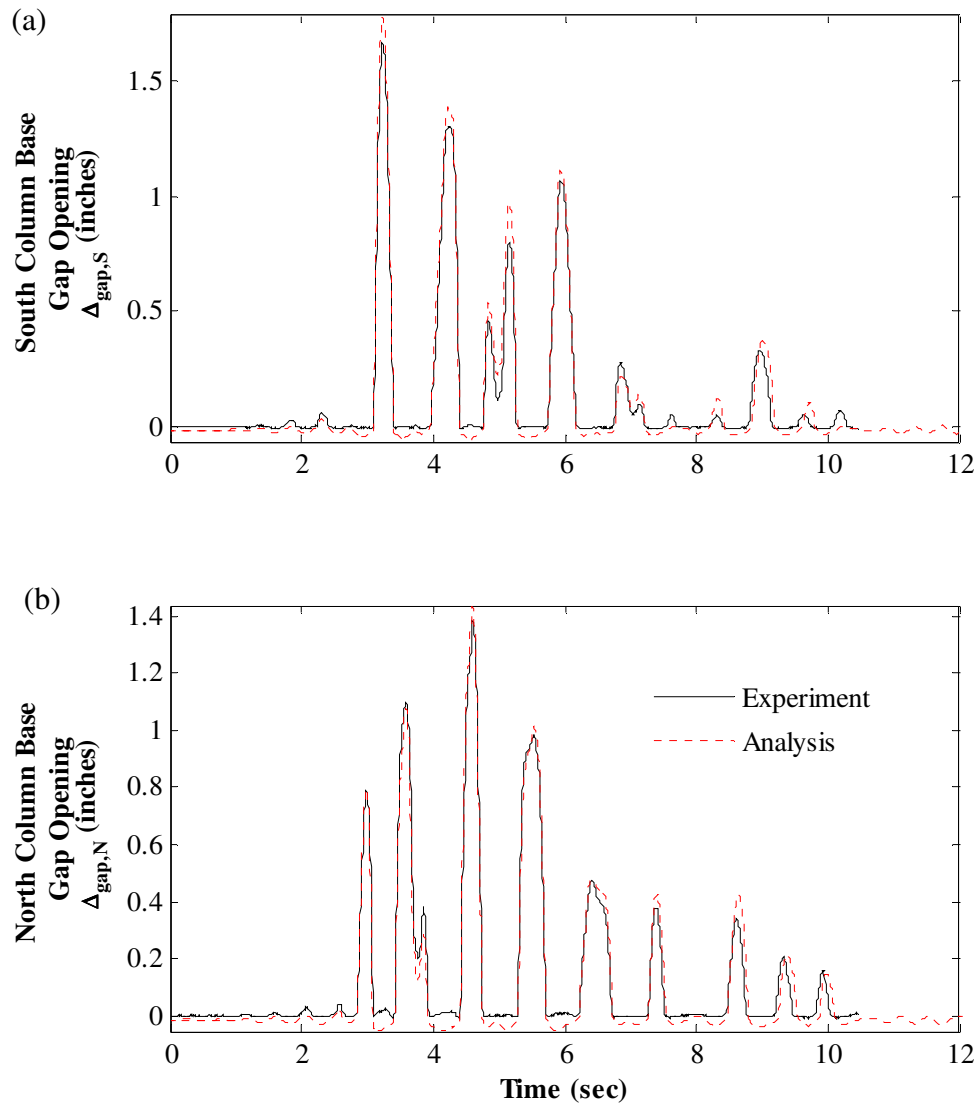 (a)
South Column Base
Gap Opening
Δgap,S (inches)
1.5
1
0.5
0
0 2 4 6 8 10 12
(b)
North Column Base
Gap Opening
Δgap,N (inches)
1.4
1.2
1
0.8
0.6
0.4
0.2
0
Experiment
Analysis
0 2 4 6 8 10 12
Time (sec)